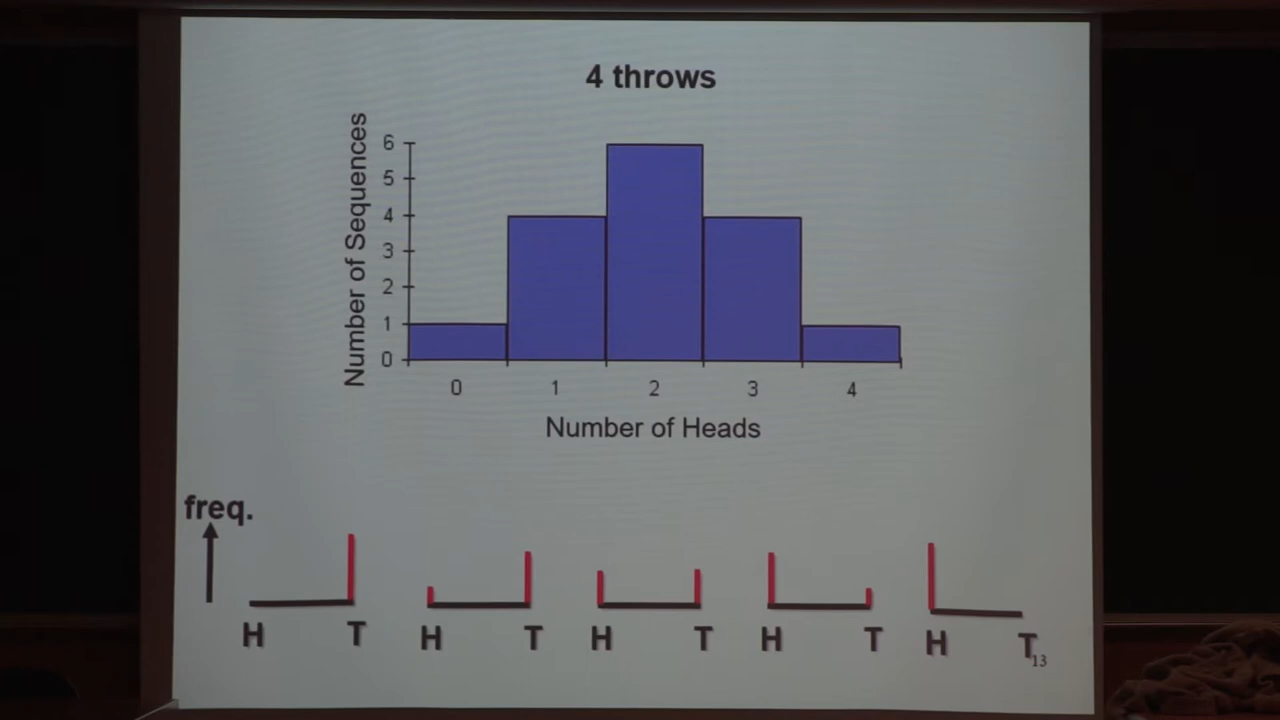 4 throws
Number of Sequences
6
5
4
3
2
1
0
0 1 2 3 4
Number of Heads
freq.
H T H T H T H T H T
13